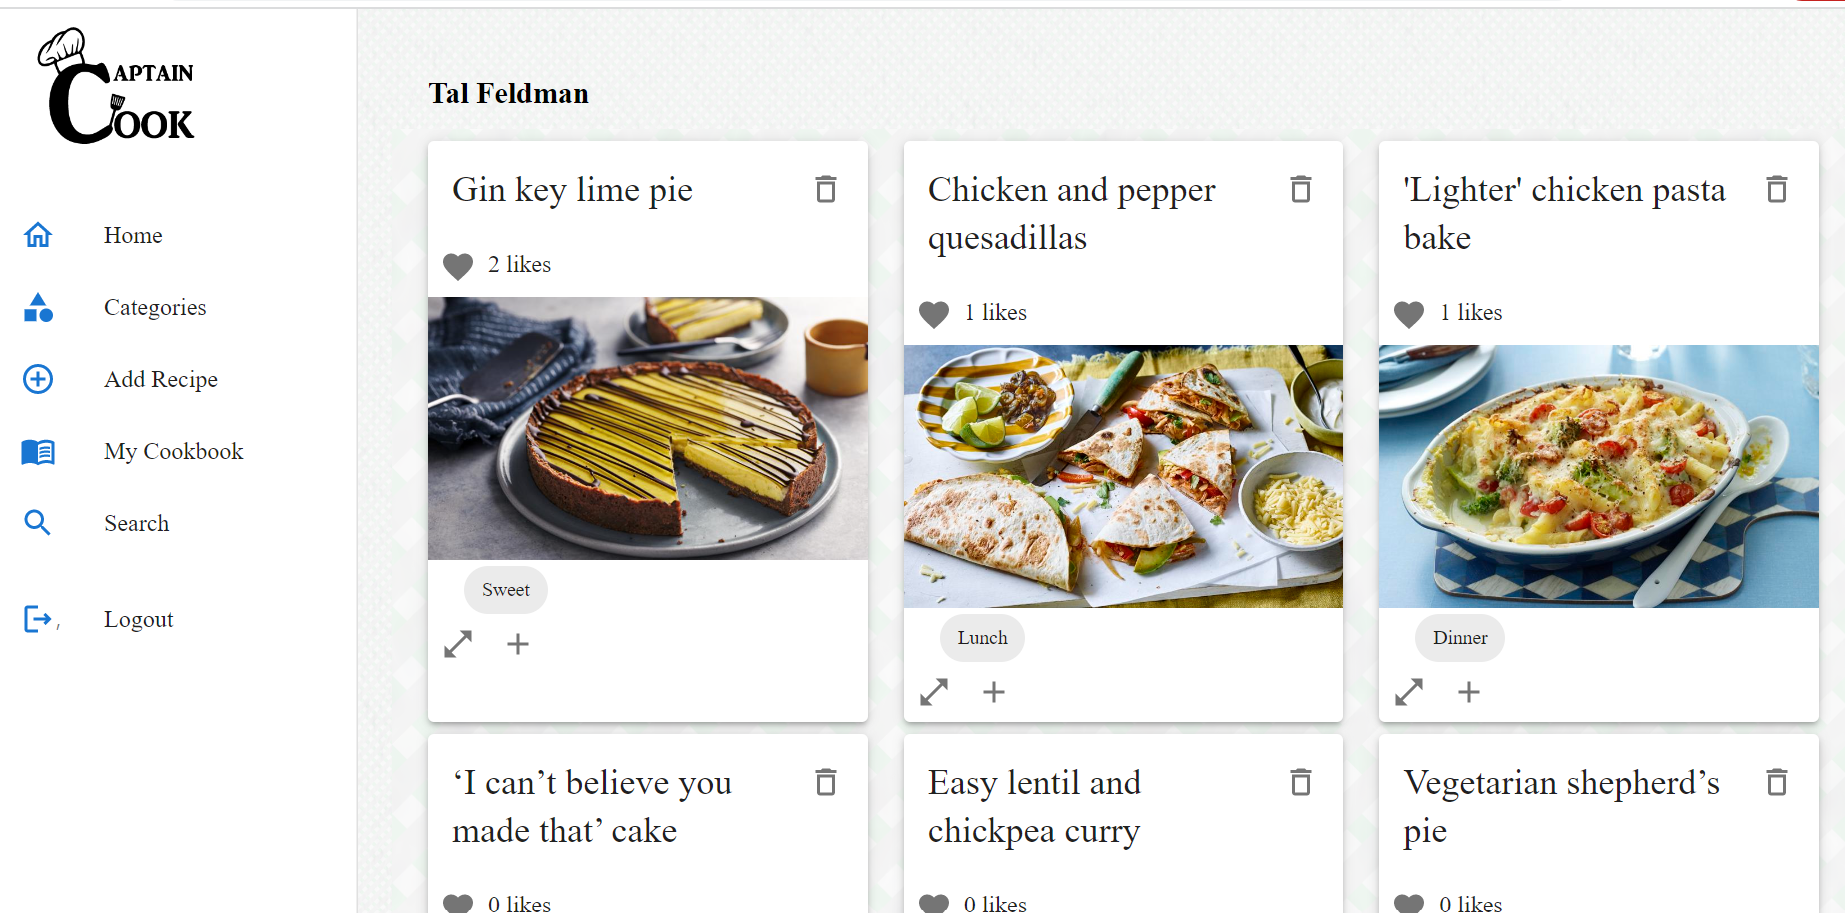 CAPTAIN
COOK
Home
Categories
Add Recipe
My Cookbook
Search
,
Logout
Tal Feldman
Gin key lime pie
2 likes
Sweet
Chicken and pepper
quesadillas
1 likes
Lunch
'Lighter' chicken pasta
bake
1 likes
Dinner
‘I can’t believe you
made that’ cake
0 likes
Easy lentil and
chickpea curry
0 likes
Vegetarian shepherd’s
pie
0 likes